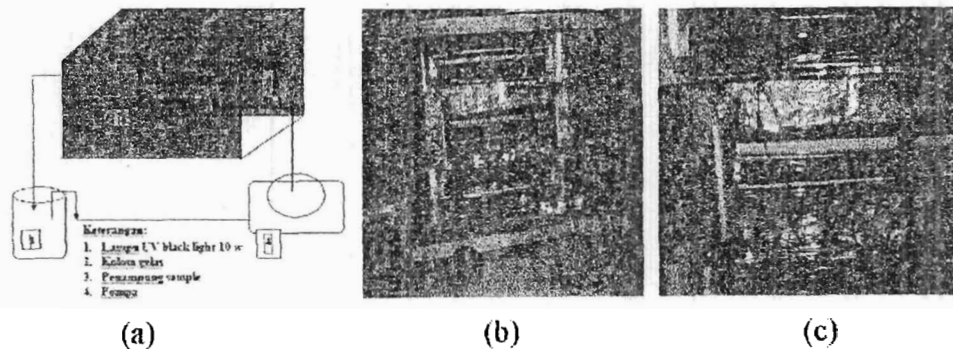 Keterangan:
1. Lampu UV black light 10 w
2. Kolom gelas
3. Penampung sample
4. Pompa
(a) (b) (c)